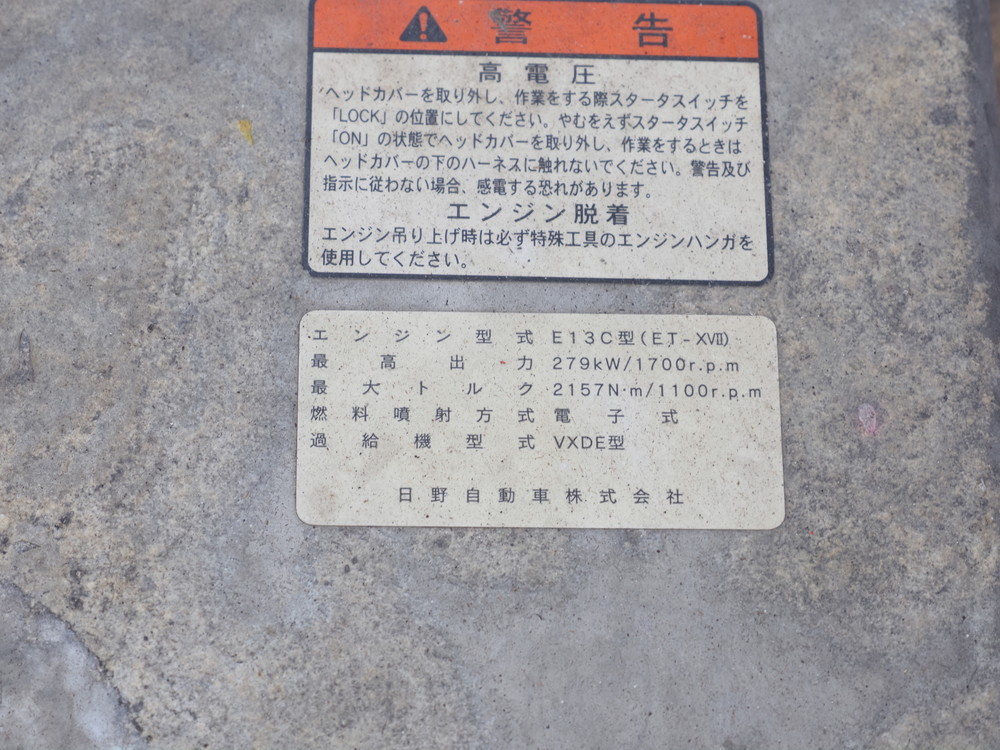 警告
高電圧
ヘッドカバーを取り外し、作業をする際スタータスイッチを
「LOCK」の位置にしてください。やむをえずスタータスイッチ
「ON」の状態でヘッドカバーを取り外し、作業をするときは
ヘッドカバーの下のハーネスに触れないでください。警告及び
指示に従わない場合、感電する恐れがあります。
エンジン脱着
エンジン吊り上げ時は必ず特殊工具のエンジンハンガを
使用してください。
エンジン型式 E13C型(ET-XVII)
最高出力 279kW/1700r.p.m
最大トルク 2157N·m/1100r.p.m
燃料噴射方式 電子式
過給機型式 VXDE型
日野自動車株式会社